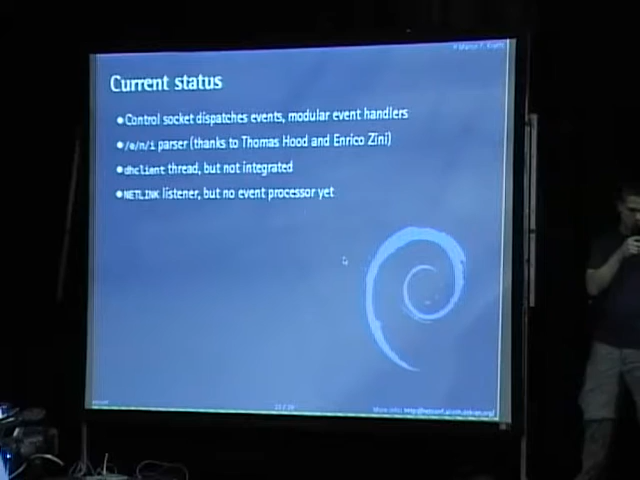 Current status
Control socket dispatches events, modular event handlers
/e/n/i parser (thanks to Thomas Hood and Enrico Zini)
dhclient thread, but not integrated
NETLINK listener, but no event processor yet